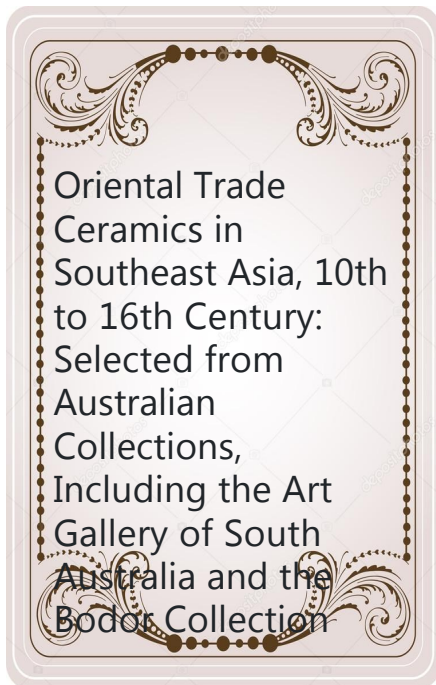 Oriental Trade
Ceramics in
Southeast Asia, 10th
to 16th Century:
Selected from
Australian
Collections,
Including the Art
Gallery of South
Australia and the
Bodor Collection